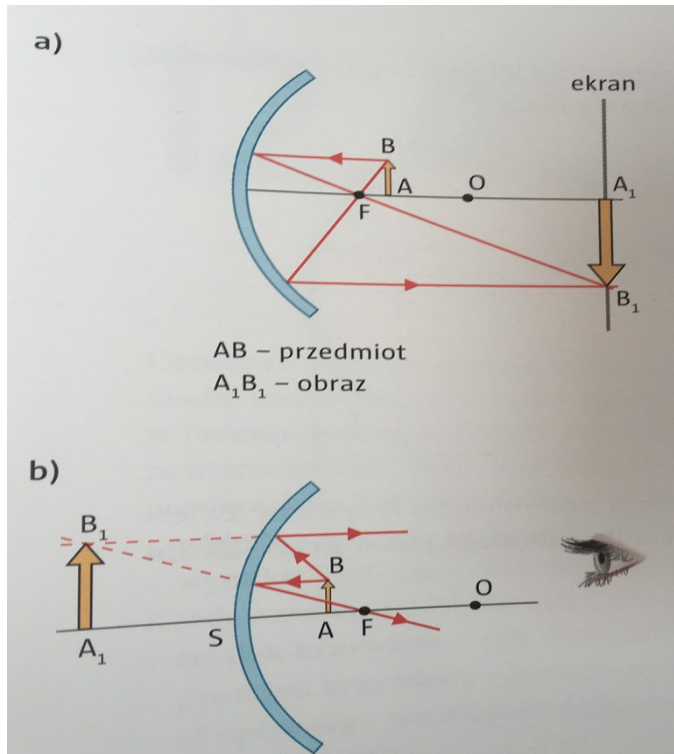 a)
ekran
B
A
O
A₁
F
B₁
AB – przedmiot
A₁B₁ – obraz
b)
B₁
B
O
A
F
S
A₁